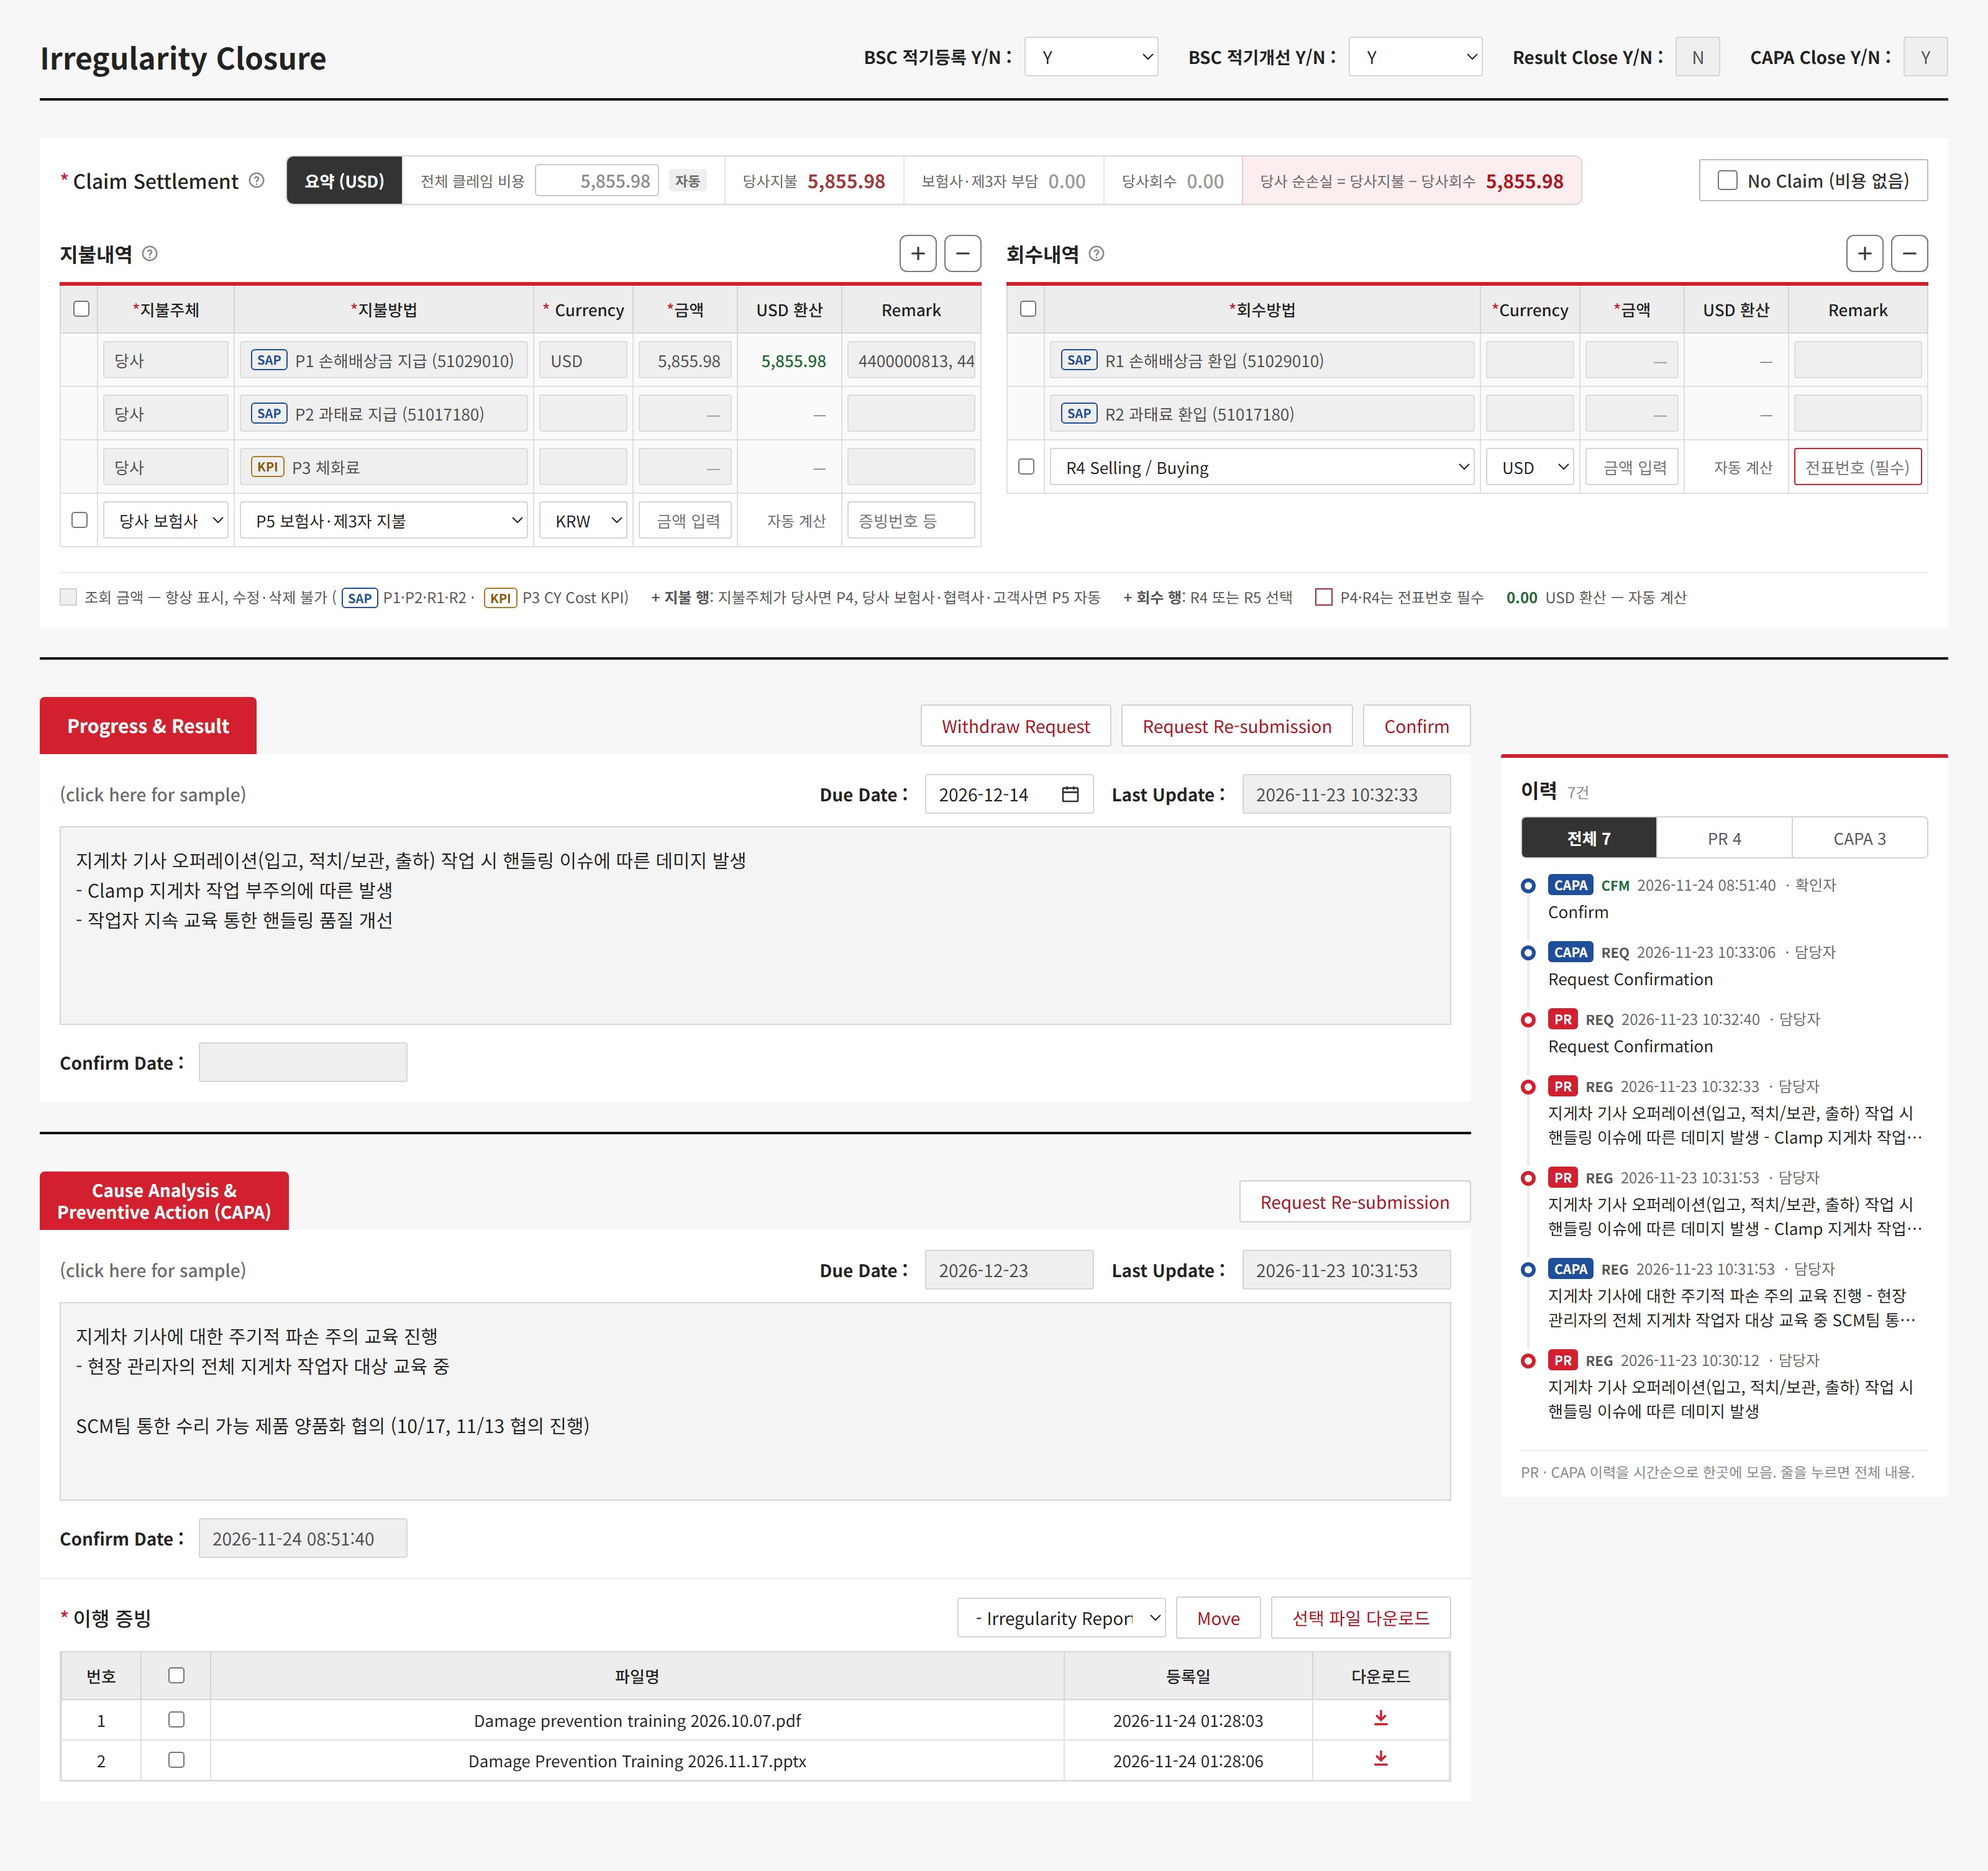 Irregularity Closure
BSC 적기등록 Y/N : Y BSC 적기개선 Y/N : Y Result Close Y/N : N CAPA Close Y/N : Y
* Claim Settlement ? 요약 (USD) 전체 클레임 비용 5,855.98 자동 당사지불 5,855.98 보험사·제3자 부담 0.00 당사회수 0.00 당사 순손실 = 당사지불 − 당사회수 5,855.98 No Claim (비용 없음)
지불내역 ? + −
*지불주체 *지불방법 * Currency *금액 USD 환산 Remark
당사 SAP P1 손해배상금 지급 (51029010) USD 5,855.98 5,855.98 4400000813, 44
당사 SAP P2 과태료 지급 (51017180) — —
당사 KPI P3 체화료 — —
당사 보험사 P5 보험사·제3자 지불 KRW 금액 입력 자동 계산 증빙번호 등
회수내역 ? + −
*회수방법 *Currency *금액 USD 환산 Remark
SAP R1 손해배상금 환입 (51029010) — —
SAP R2 과태료 환입 (51017180) — —
R4 Selling / Buying USD 금액 입력 자동 계산 전표번호 (필수)
조회 금액 — 항상 표시, 수정·삭제 불가 ( SAP P1·P2·R1·R2 · KPI P3 CY Cost KPI) + 지불 행: 지불주체가 당사면 P4, 당사 보험사·협력사·고객사면 P5 자동 + 회수 행: R4 또는 R5 선택 P4·R4는 전표번호 필수 0.00 USD 환산 — 자동 계산
Progress & Result
Withdraw Request Request Re-submission Confirm
(click here for sample) Due Date : 2026-12-14 Last Update : 2026-11-23 10:32:33
지게차 기사 오퍼레이션(입고, 적치/보관, 출하) 작업 시 핸들링 이슈에 따른 데미지 발생
- Clamp 지게차 작업 부주의에 따른 발생
- 작업자 지속 교육 통한 핸들링 품질 개선
Confirm Date :
Cause Analysis &
Preventive Action (CAPA)
Request Re-submission
(click here for sample) Due Date : 2026-12-23 Last Update : 2026-11-23 10:31:53
지게차 기사에 대한 주기적 파손 주의 교육 진행
- 현장 관리자의 전체 지게차 작업자 대상 교육 중
SCM팀 통한 수리 가능 제품 양품화 협의 (10/17, 11/13 협의 진행)
Confirm Date : 2026-11-24 08:51:40
* 이행 증빙 - Irregularity Report Move 선택 파일 다운로드
번호 파일명 등록일 다운로드
1 Damage prevention training 2026.10.07.pdf 2026-11-24 01:28:03
2 Damage Prevention Training 2026.11.17.pptx 2026-11-24 01:28:06
이력 7건
전체 7 PR 4 CAPA 3
CAPA CFM 2026-11-24 08:51:40 · 확인자
Confirm
CAPA REQ 2026-11-23 10:33:06 · 담당자
Request Confirmation
PR REQ 2026-11-23 10:32:40 · 담당자
Request Confirmation
PR REG 2026-11-23 10:32:33 · 담당자
지게차 기사 오퍼레이션(입고, 적치/보관, 출하) 작업 시
핸들링 이슈에 따른 데미지 발생 - Clamp 지게차 작업…
PR REG 2026-11-23 10:31:53 · 담당자
지게차 기사 오퍼레이션(입고, 적치/보관, 출하) 작업 시
핸들링 이슈에 따른 데미지 발생 - Clamp 지게차 작업…
CAPA REG 2026-11-23 10:31:53 · 담당자
지게차 기사에 대한 주기적 파손 주의 교육 진행 - 현장
관리자의 전체 지게차 작업자 대상 교육 중 SCM팀 통…
PR REG 2026-11-23 10:30:12 · 담당자
지게차 기사 오퍼레이션(입고, 적치/보관, 출하) 작업 시
핸들링 이슈에 따른 데미지 발생
PR · CAPA 이력을 시간순으로 한곳에 모음. 줄을 누르면 전체 내용.